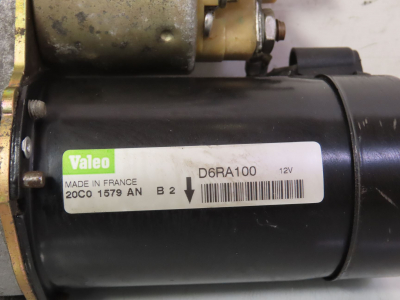 Valeo D6RA100 12V
MADE IN FRANCE
20C0 1579 AN B 2